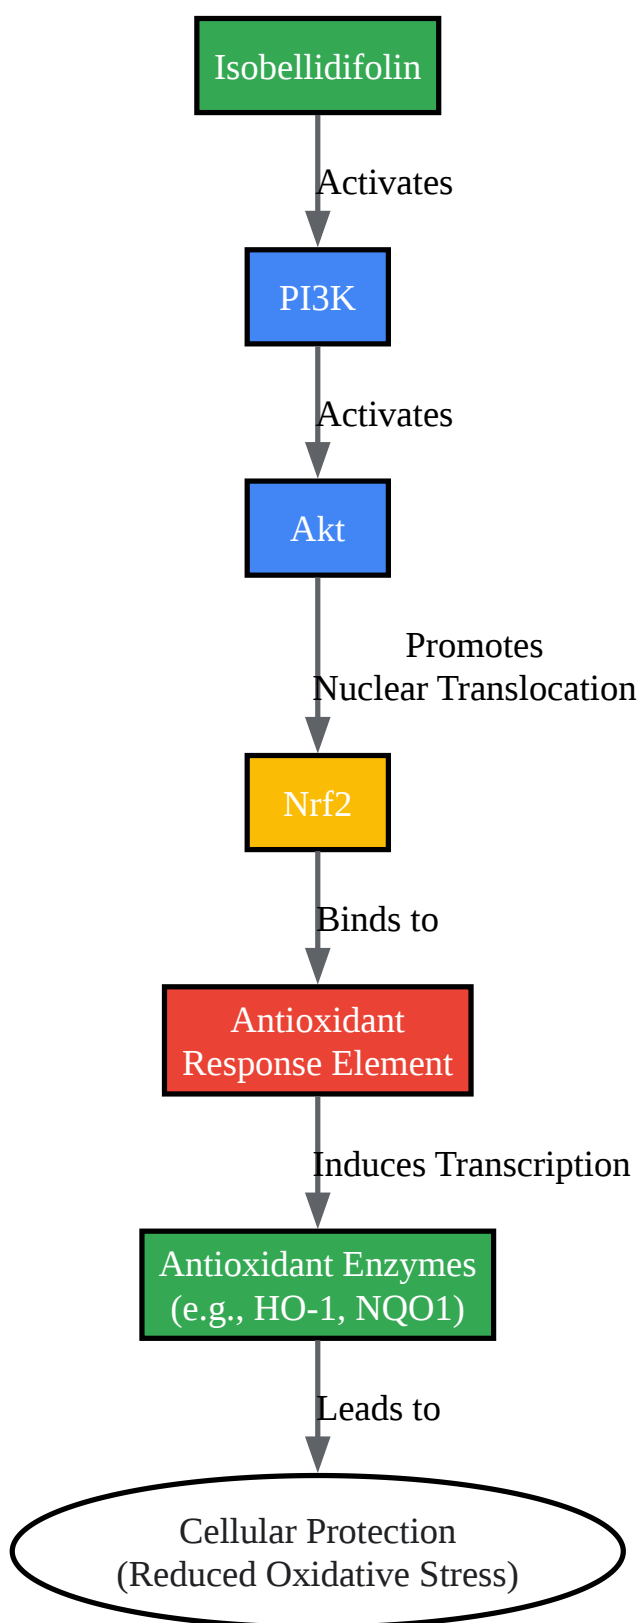 Isobellidifolin
Activates
PI3K
Activates
Akt
Promotes
Nuclear Translocation
Nrf2
Binds to
Antioxidant
Response Element
Induces Transcription
Antioxidant Enzymes
(e.g., HO-1, NQO1)
Leads to
Cellular Protection
(Reduced Oxidative Stress)